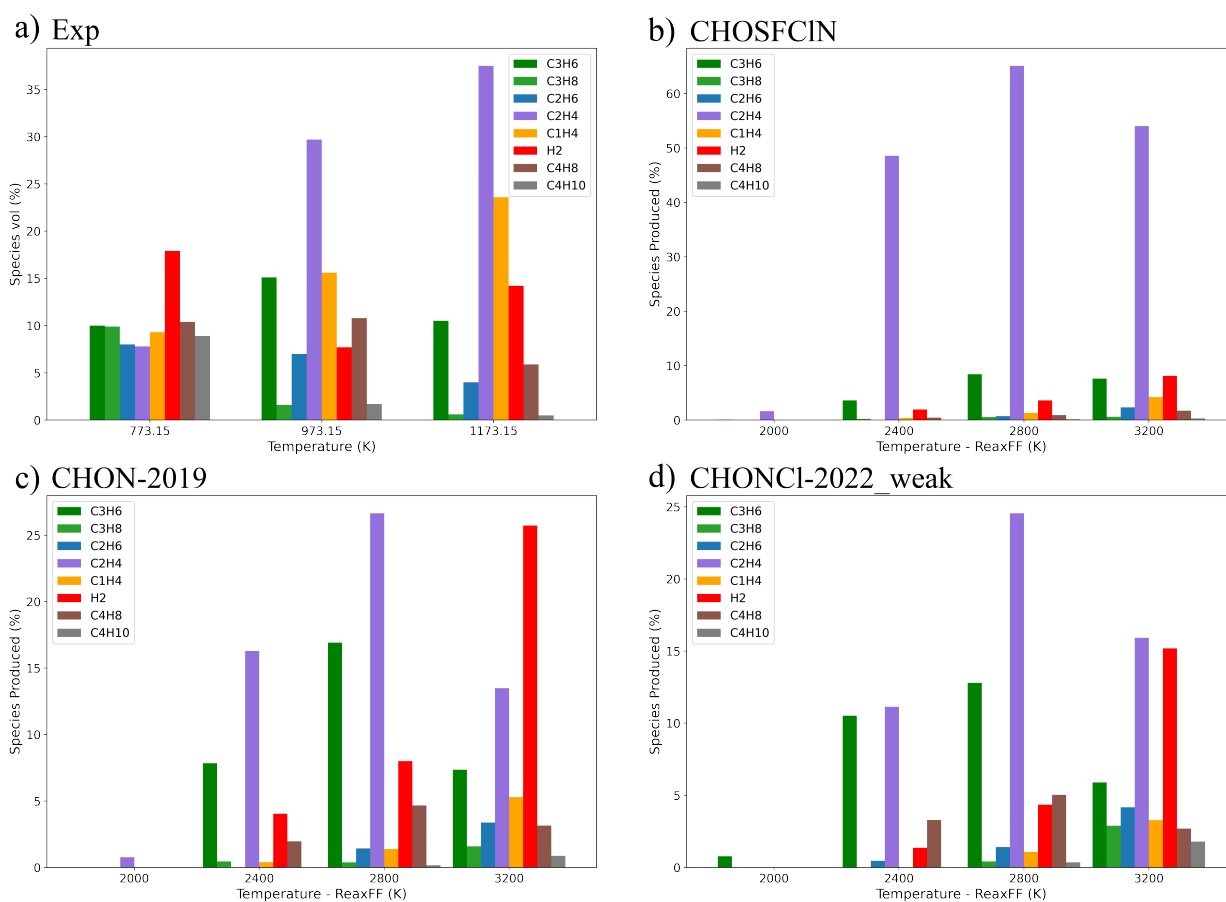 a) Exp
C3H6
C3H8
C2H6
C2H4
C1H4
H2
C4H8
C4H10
35
30
25
20
15
10
5
0
Species vol (%)
773.15
973.15
1173.15
Temperature (K)
b) CHOSFClN
C3H6
C3H8
C2H6
C2H4
C1H4
H2
C4H8
C4H10
60
50
40
30
20
10
0
Species Produced (%)
2000
2400
2800
3200
Temperature - ReaxFF (K)
c) CHON-2019
C3H6
C3H8
C2H6
C2H4
C1H4
H2
C4H8
C4H10
25
20
15
10
5
0
Species Produced (%)
2000
2400
2800
3200
Temperature - ReaxFF (K)
d) CHONCl-2022_weak
C3H6
C3H8
C2H6
C2H4
C1H4
H2
C4H8
C4H10
25
20
15
10
5
0
Species Produced (%)
2000
2400
2800
3200
Temperature - ReaxFF (K)